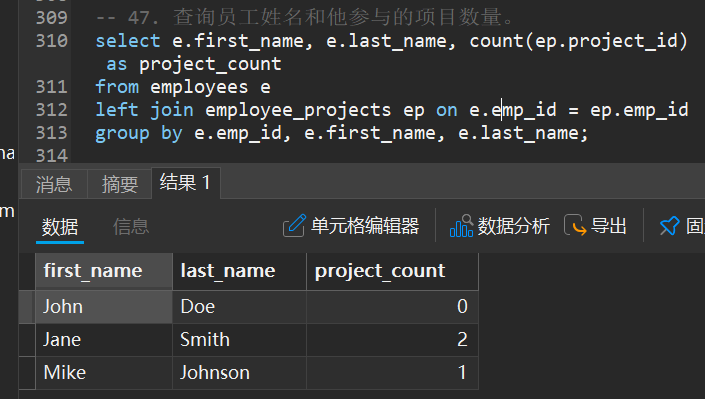 309 -- 47. 查询员工姓名和他参与的项目数量。
310 select e.first_name, e.last_name, count(ep.project_id)
as project_count
311 from employees e
312 left join employee_projects ep on e.emp_id = ep.emp_id
313 group by e.emp_id, e.first_name, e.last_name;
314
na
m
消息 摘要 结果 1
数据 信息 单元格编辑器 数据分析 导出 固
first_name last_name project_count
John Doe 0
Jane Smith 2
Mike Johnson 1